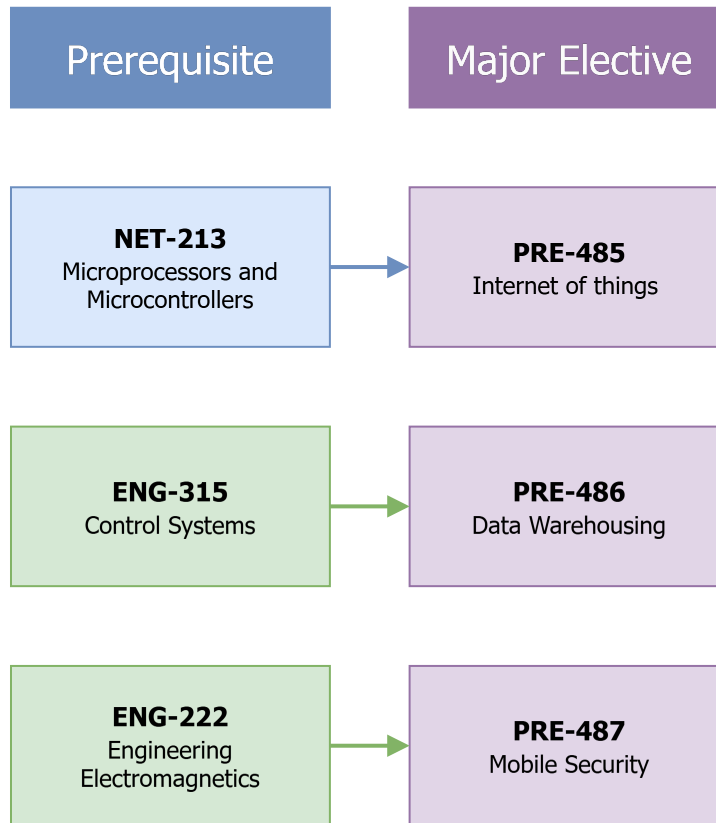 Prerequisite
Major Elective
NET-213
Microprocessors and
Microcontrollers
PRE-485
Internet of things
ENG-315
Control Systems
PRE-486
Data Warehousing
ENG-222
Engineering
Electromagnetics
PRE-487
Mobile Security